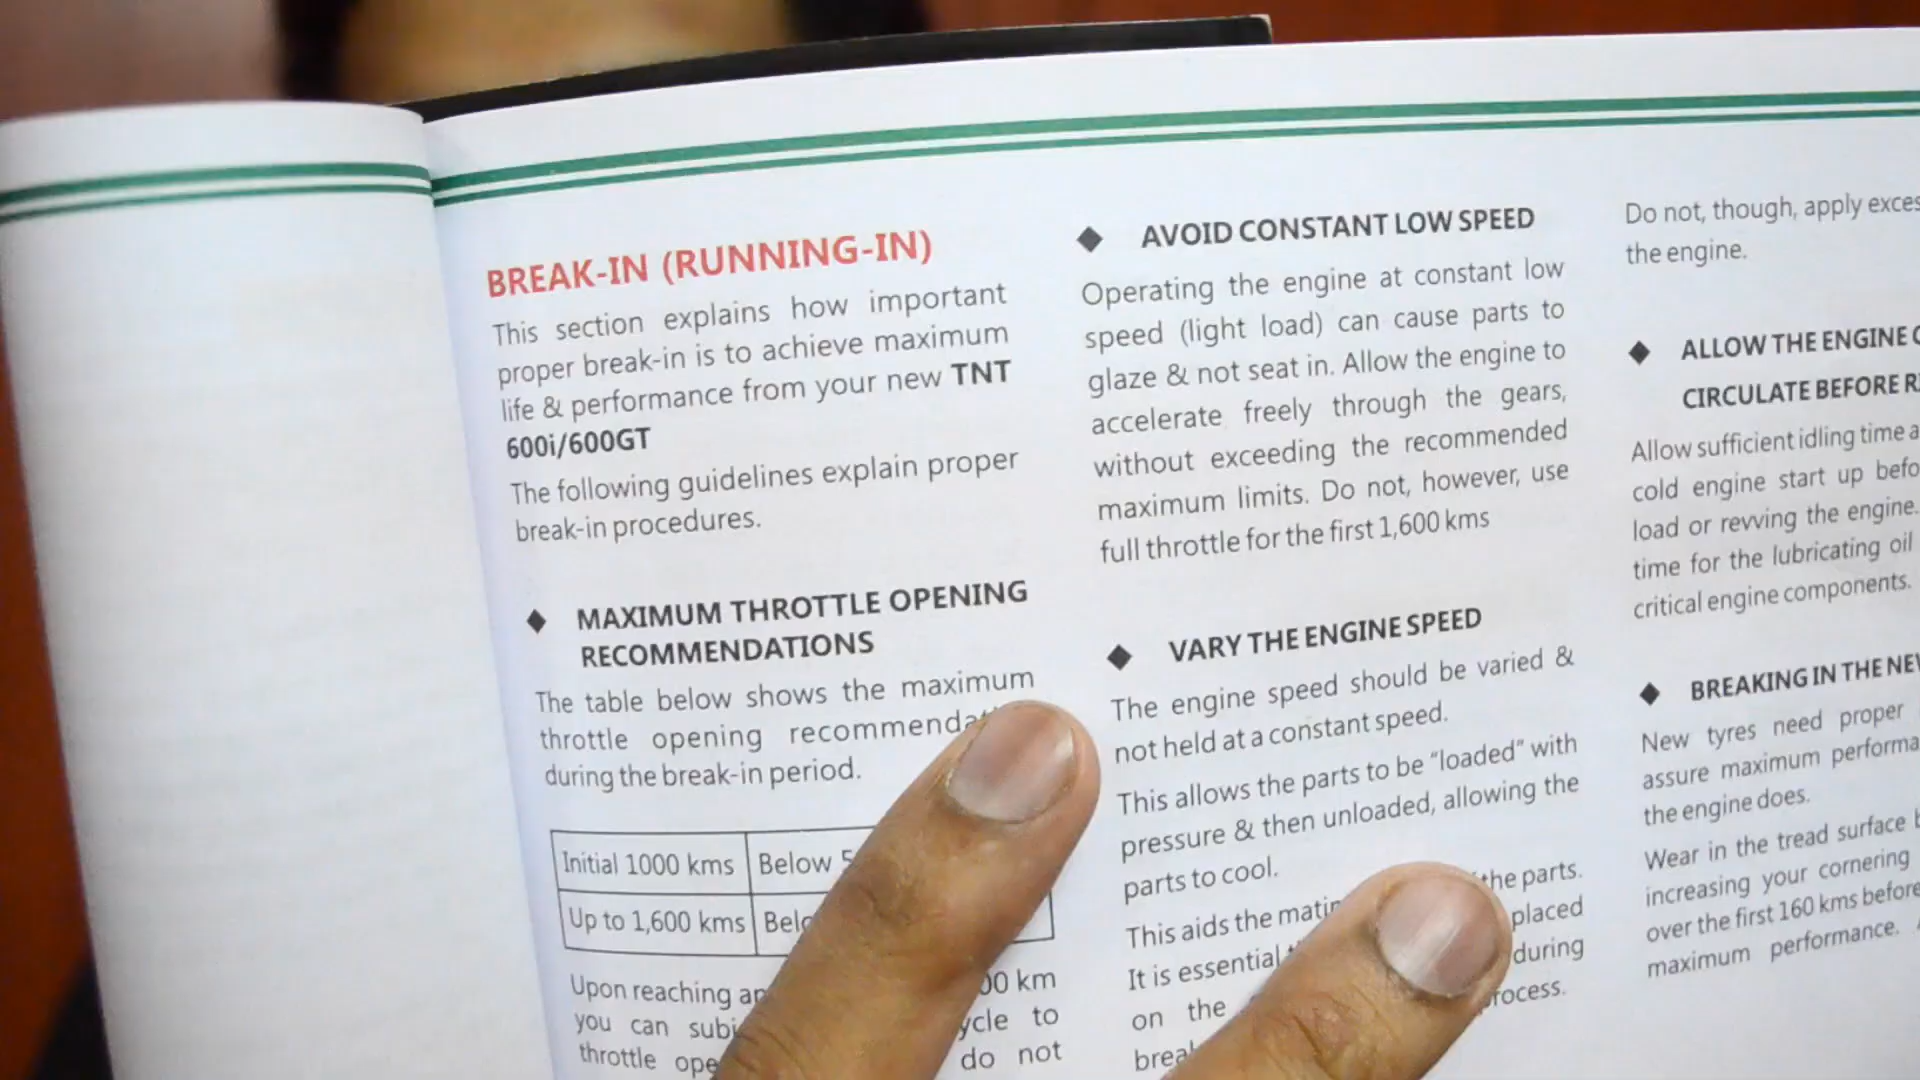 BREAK-IN (RUNNING-IN)
This section explains how important
proper break-in is to achieve maximum
life & performance from your new TNT
600i/600GT
The following guidelines explain proper
break-in procedures.
◆ MAXIMUM THROTTLE OPENING
RECOMMENDATIONS
The table below shows the maximum
throttle opening
during the break-in period.
Initial 1000 kms Below
Up to 1,600 kms
Upon reaching
you can
throttle
km
to
do not
◆ AVOID CONSTANT LOW SPEED
Operating the engine at constant low
speed (light load) can cause parts to
glaze & not seat in. Allow the engine to
accelerate freely through the gears,
without exceeding the recommended
maximum limits. Do not, however, use
full throttle for the first 1,600 kms
◆ VARY THE ENGINE SPEED
The engine speed should be varied &
not held at a constant speed.
This allows the parts to be "loaded" with
pressure & then unloaded, allowing the
parts to cool.
This aids the the parts.
It is essential placed
on the during
Do not, though, apply
the engine.
◆ ALLOW THE ENGINE
CIRCULATE BEFORE
Allow sufficient idling time
cold engine start up
load or revving the engine.
time for the lubricating oil
critical engine components.
◆ BREAKING IN THE
New tyres need proper
assure maximum
the engine does.
Wear in the tread surface
increasing your cornering
over the first 160 kms before
maximum performance.